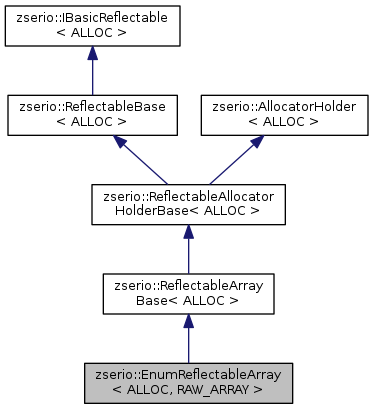 zserio::IBasicReflectable
< ALLOC >
zserio::ReflectableBase
< ALLOC >
zserio::AllocatorHolder
< ALLOC >
zserio::ReflectableAllocator
HolderBase< ALLOC >
zserio::ReflectableArray
Base< ALLOC >
zserio::EnumReflectableArray
< ALLOC, RAW_ARRAY >